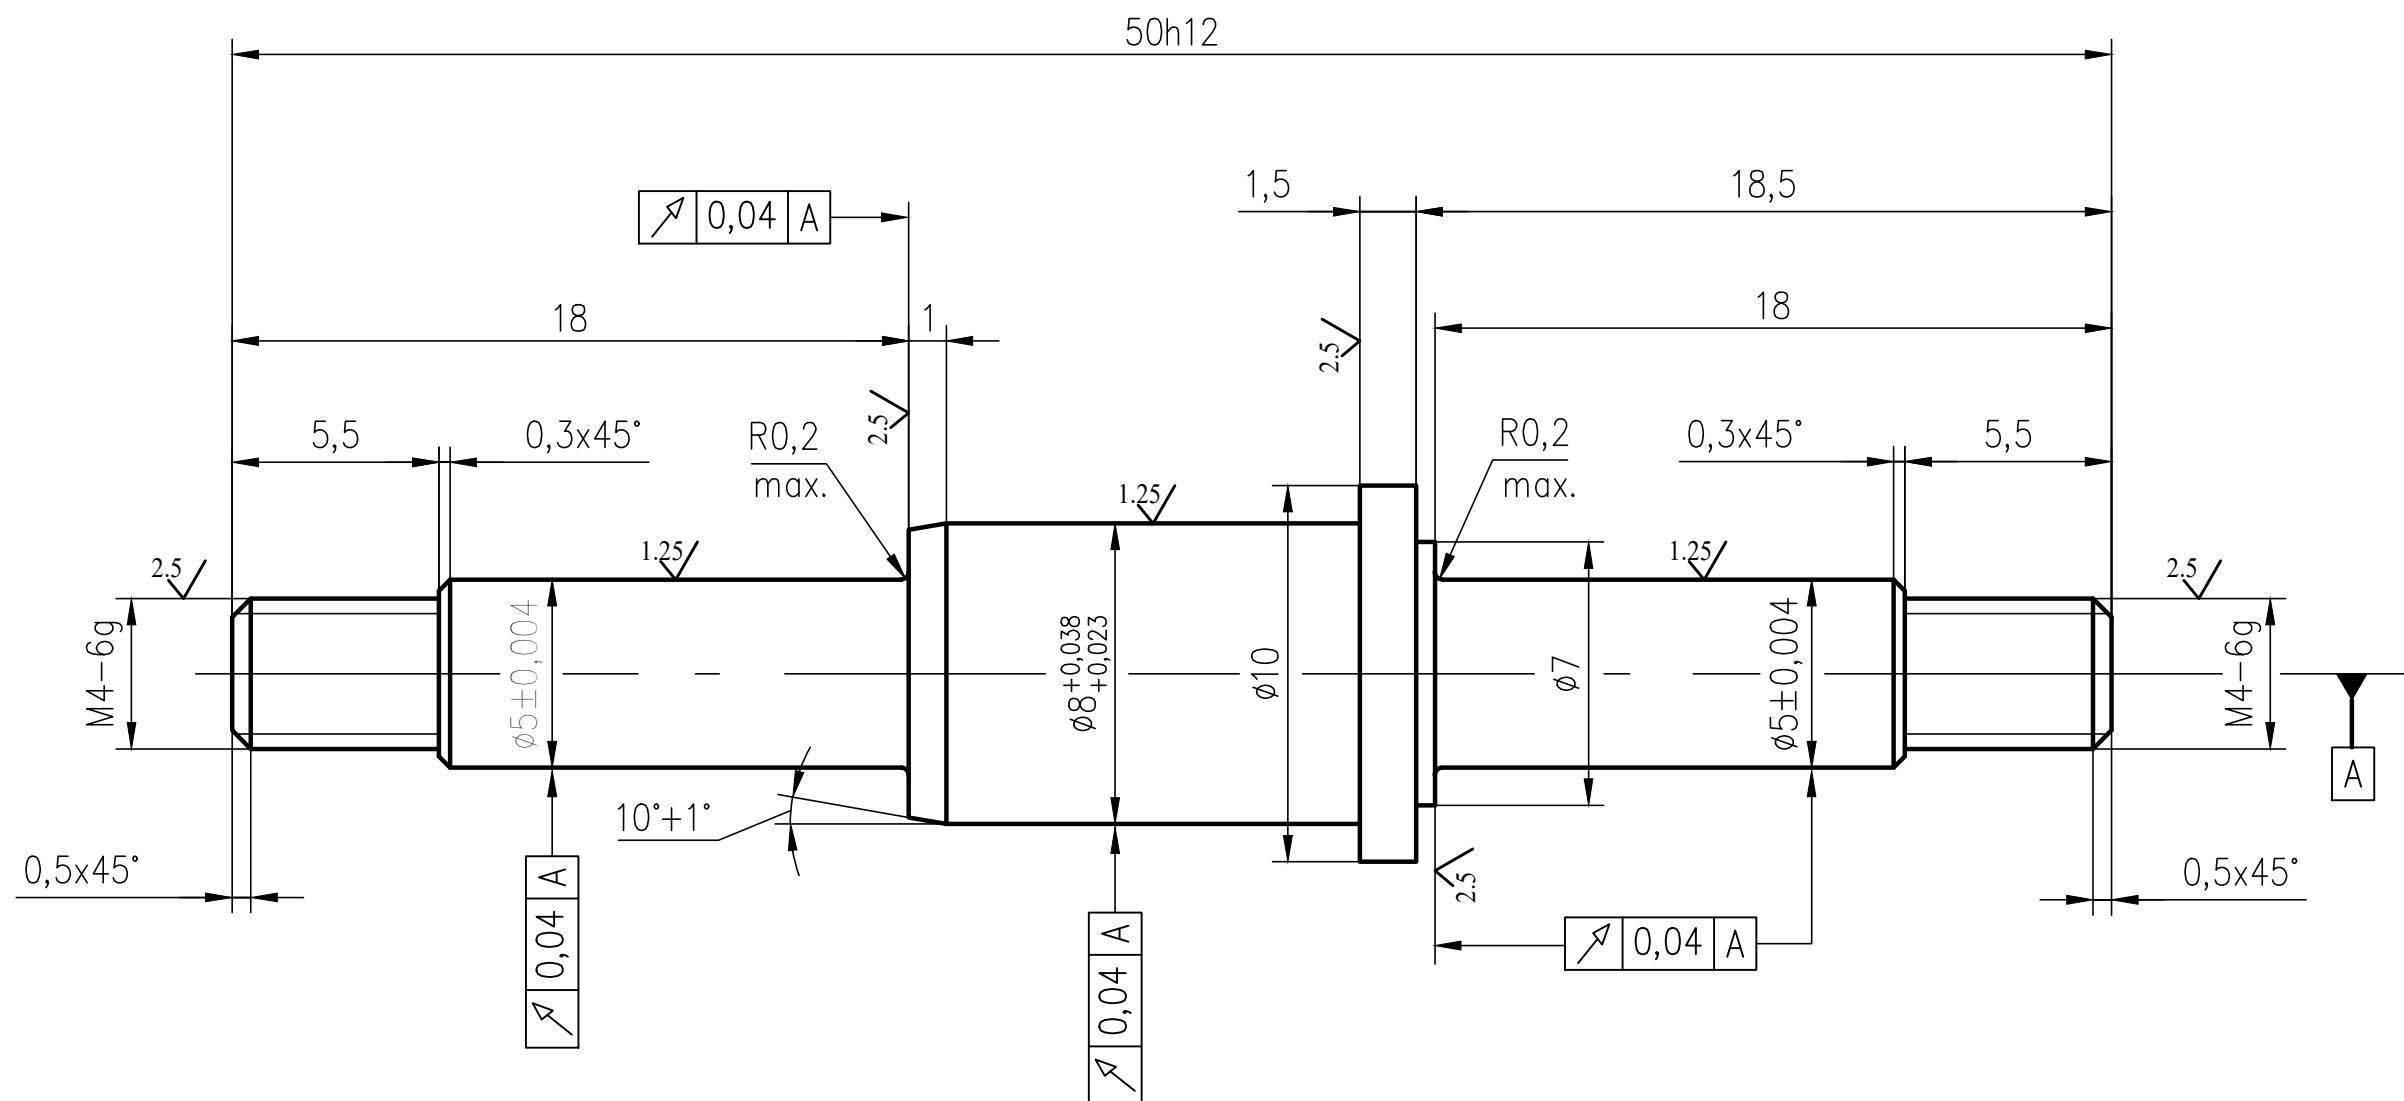 50h12
1,5
18,5
0,04 A
18
1
18
2.5
2.5
5,5
0,3x45°
R0,2
max.
R0,2
max.
0,3x45°
5,5
1.25
2.5
1.25
1.25
2.5
M4-6g
ø5±0,004
ø8+0,038
+0,023
ø10
ø7
ø5±0,004
M4-6g
A
10°+1°
0,5x45°
0,04 A
0,04 A
2.5
0,04 A
0,5x45°